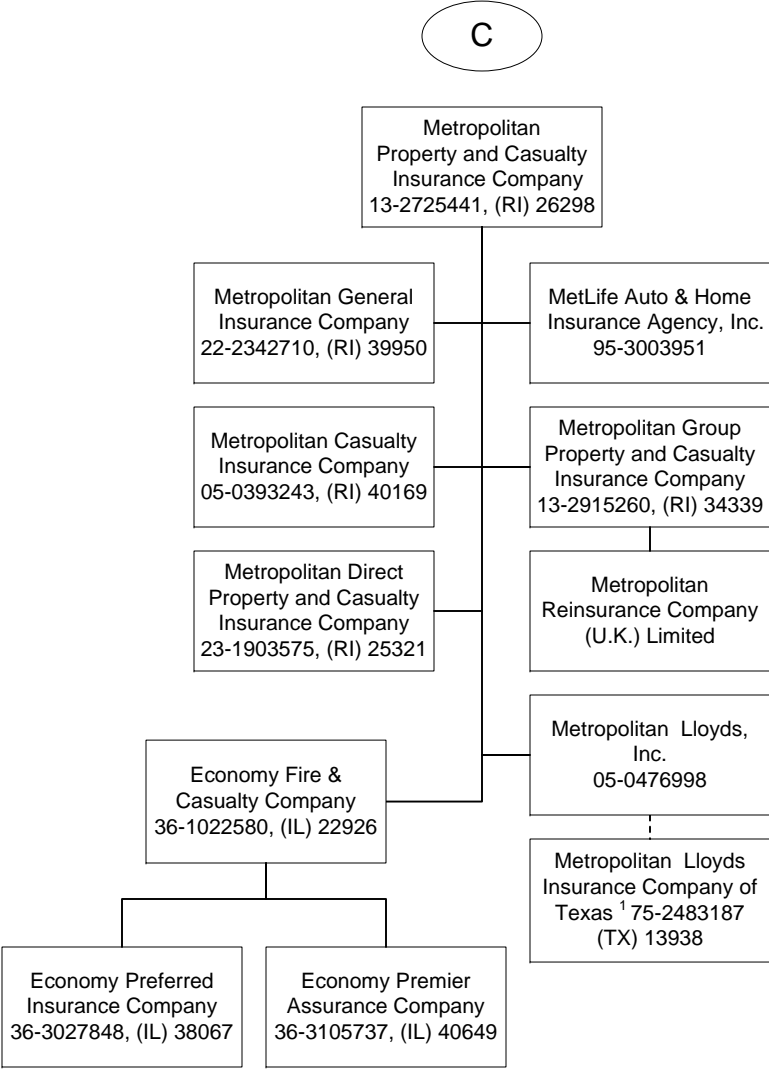 C
Metropolitan
Property and Casualty
Insurance Company
13-2725441, (RI) 26298
Metropolitan General
Insurance Company
22-2342710, (RI) 39950
MetLife Auto & Home
Insurance Agency, Inc.
95-3003951
Metropolitan Casualty
Insurance Company
05-0393243, (RI) 40169
Metropolitan Group
Property and Casualty
Insurance Company
13-2915260, (RI) 34339
Metropolitan Direct
Property and Casualty
Insurance Company
23-1903575, (RI) 25321
Metropolitan
Reinsurance Company
(U.K.) Limited
Metropolitan Lloyds,
Inc.
05-0476998
Economy Fire &
Casualty Company
36-1022580, (IL) 22926
Metropolitan Lloyds
Insurance Company of
Texas 1 75-2483187
(TX) 13938
Economy Preferred
Insurance Company
36-3027848, (IL) 38067
Economy Premier
Assurance Company
36-3105737, (IL) 40649